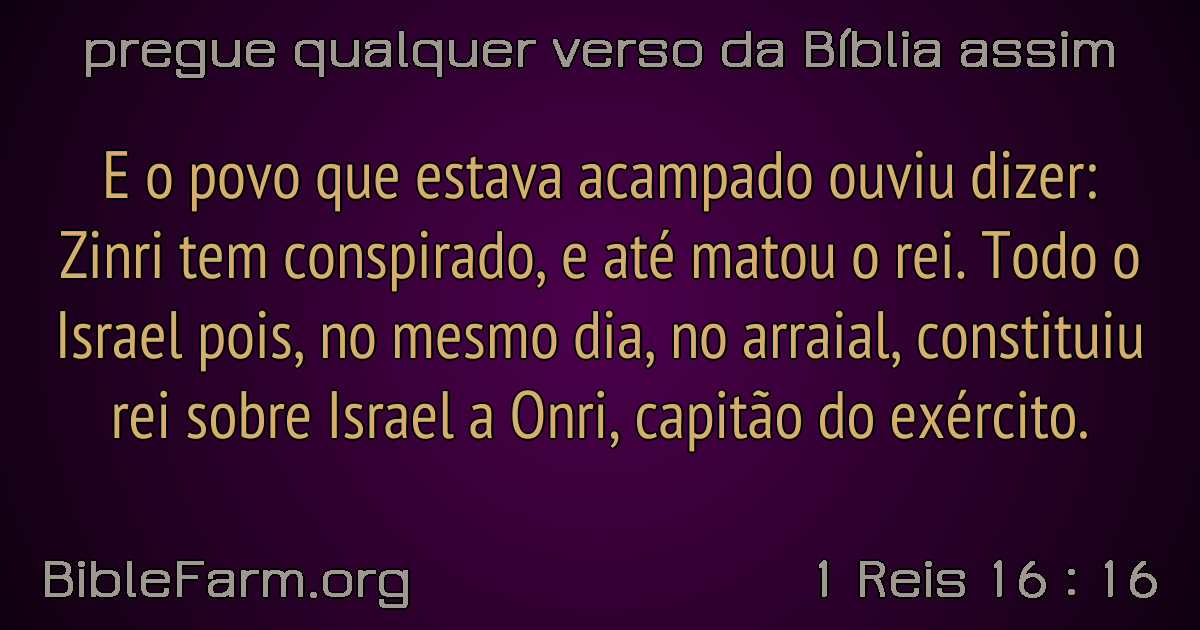 pregue qualquer verso da Bíblia assim
E o povo que estava acampado ouviu dizer:
Zinri tem conspirado, e até matou o rei. Todo o
Israel pois, no mesmo dia, no arraial, constituiu
rei sobre Israel a Onri, capitão do exército.
BibleFarm.org
1 Reis 16 : 16